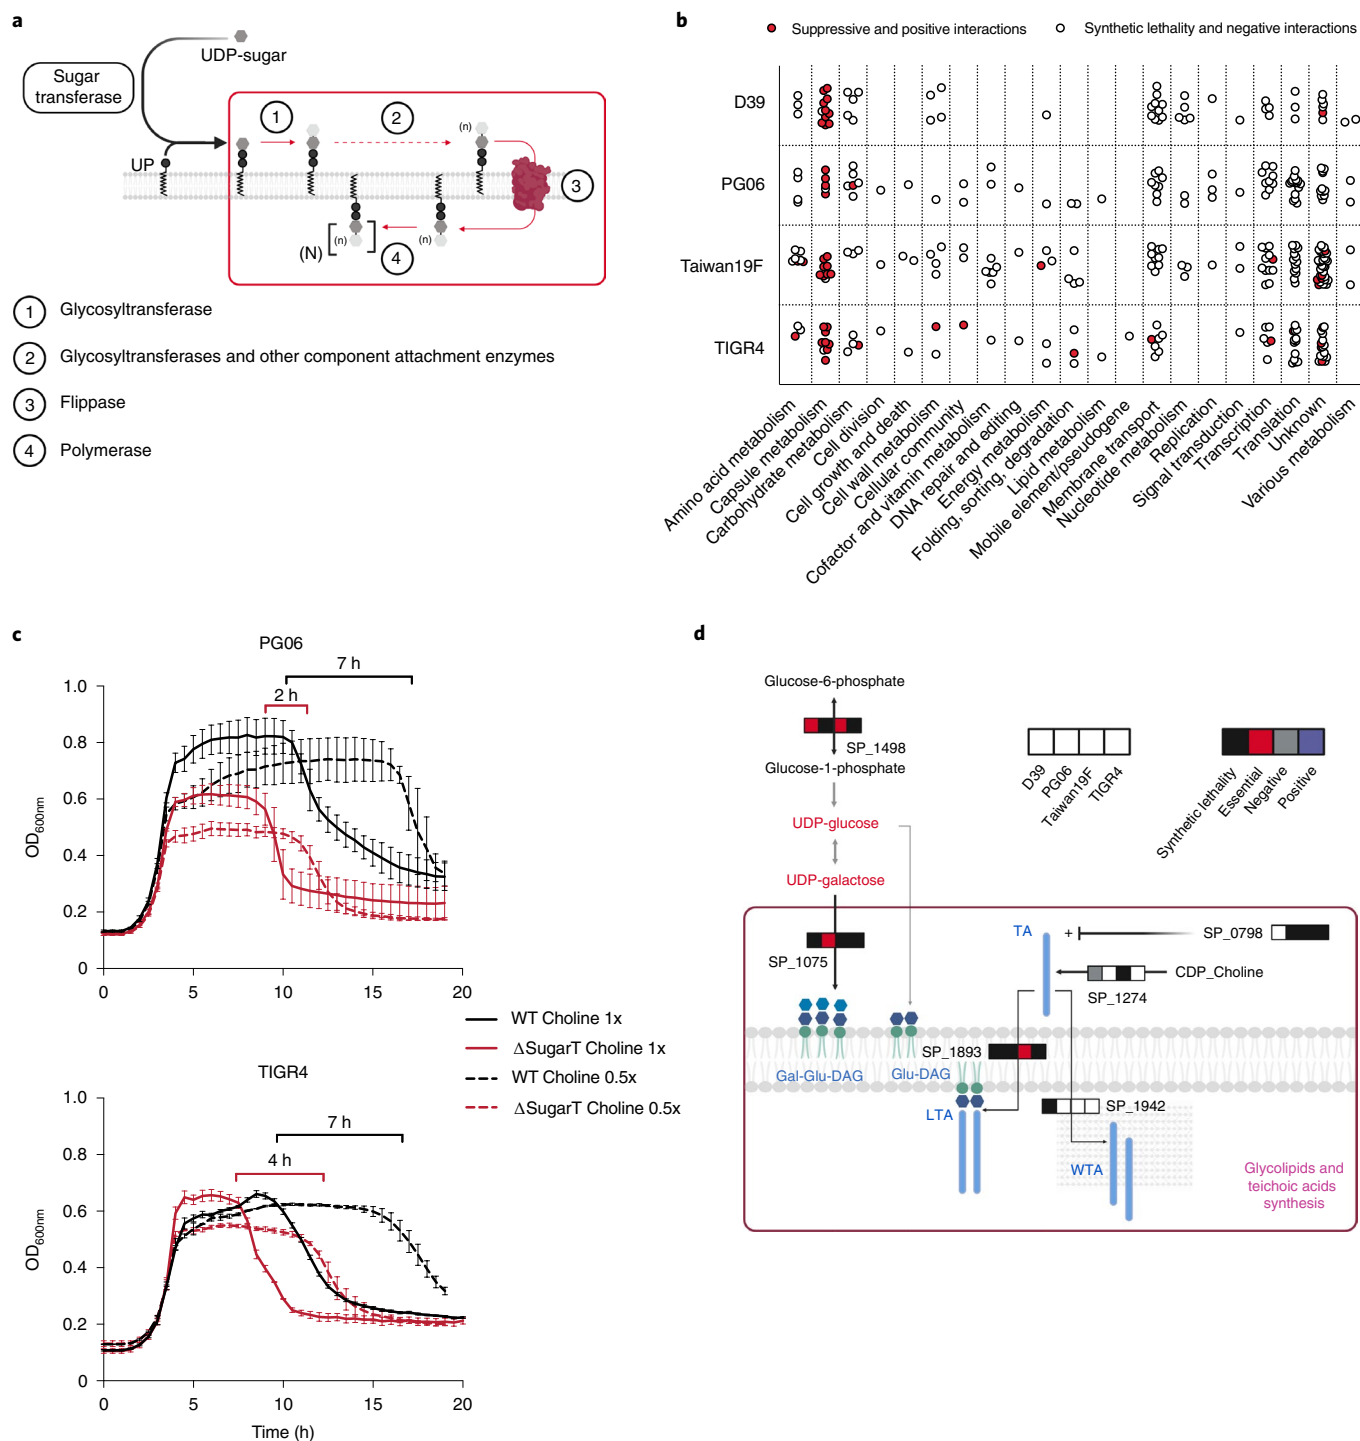 a
UDP-sugar
Sugar
transferase
1
2
(n)
(n)
UP
3
(n)
(n)
(N)
4
1 Glycosyltransferase
2 Glycosyltransferases and other component attachment enzymes
3 Flippase
4 Polymerase
b
Suppressive and positive interactions
Synthetic lethality and negative interactions
D39
PG06
Taiwan19F
TIGR4
Amino acid metabolism
Capsule metabolism
Carbohydrate metabolism
Cell division
Cell growth and death
Cell wall metabolism
Cellular community
Cofactor and vitamin metabolism
DNA repair and editing
Energy metabolism
Folding, sorting, degradation
Lipid metabolism
Mobile element/pseudogene
Membrane transport
Nucleotide metabolism
Replication
Signal transduction
Transcription
Translation
Unknown
Various metabolism
c
PG06
7 h
2 h
1.0
0.8
0.6
0.4
0.2
0
OD600nm
0 5 10 15 20
WT Choline 1x
ΔSugarT Choline 1x
WT Choline 0.5x
ΔSugarT Choline 0.5x
TIGR4
7 h
4 h
1.0
0.8
0.6
0.4
0.2
0
OD600nm
0 5 10 15 20
Time (h)
d
Glucose-6-phosphate
SP_1498
Glucose-1-phosphate
UDP-glucose
UDP-galactose
D39
PG06
Taiwan19F
TIGR4
Synthetic lethality
Essential
Negative
Positive
SP_1075
TA
+
SP_0798
CDP_Choline
SP_1274
SP_1893
Gal-Glu-DAG
Glu-DAG
LTA
SP_1942
WTA
Glycolipids and
teichoic acids
synthesis